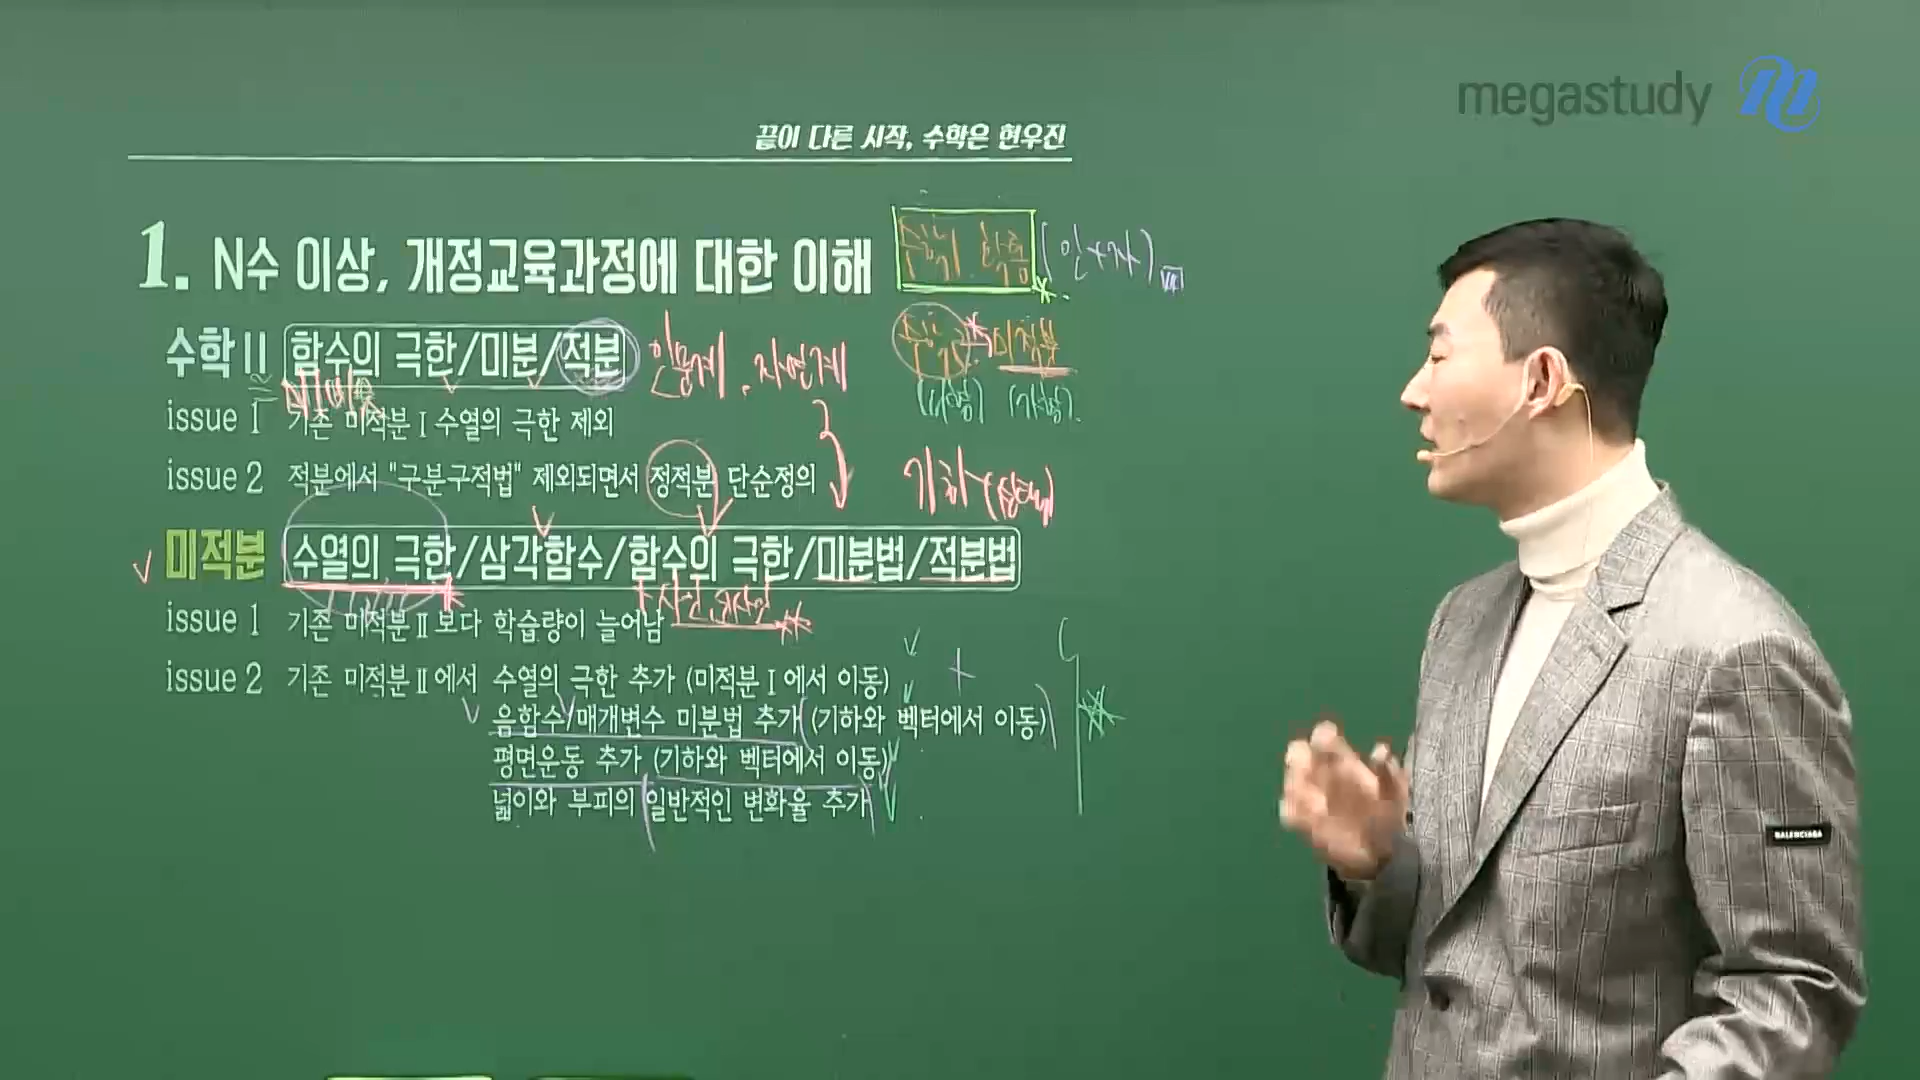 megastudy
끝이 다른 시작, 수학은 현우진
1. N수 이상, 개정교육과정에 대한 이해
수학Ⅱ 함수의 극한/미분/적분
인문계 . 자연계
issue 1 기존 미적분Ⅰ 수열의 극한 제외
issue 2 적분에서 "구분구적법" 제외되면서 정적분 단순정의
기하
미적분 수열의 극한/삼각함수/함수의 극한/미분법/적분법
issue 1 기존 미적분Ⅱ보다 학습량이 늘어남
issue 2 기존 미적분Ⅱ에서 수열의 극한 추가 (미적분Ⅰ에서 이동)
음함수/매개변수 미분법 추가 (기하와 벡터에서 이동)
평면운동 추가 (기하와 벡터에서 이동)
넓이와 부피의 일반적인 변화율 추가
BALENCIAGA